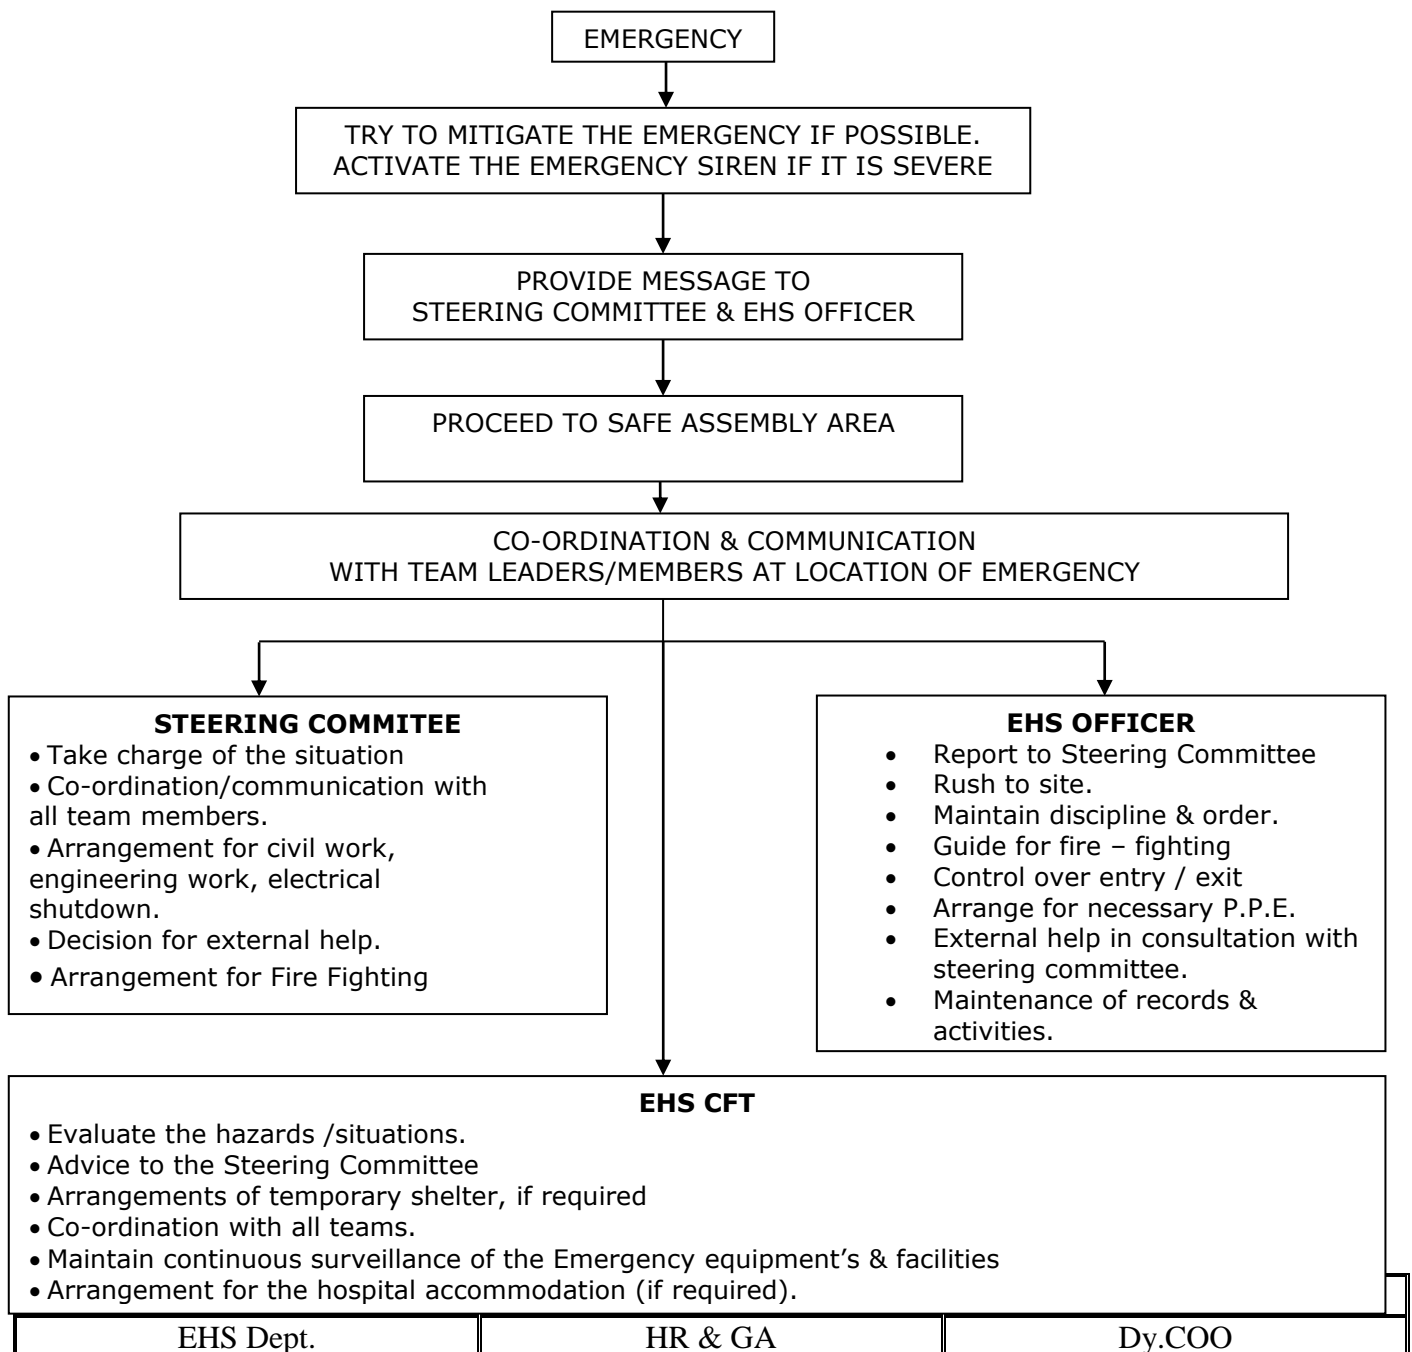 EMERGENCY
TRY TO MITIGATE THE EMERGENCY IF POSSIBLE.
ACTIVATE THE EMERGENCY SIREN IF IT IS SEVERE
PROVIDE MESSAGE TO
STEERING COMMITTEE & EHS OFFICER
PROCEED TO SAFE ASSEMBLY AREA
CO-ORDINATION & COMMUNICATION
WITH TEAM LEADERS/MEMBERS AT LOCATION OF EMERGENCY
STEERING COMMITEE
• Take charge of the situation
• Co-ordination/communication with
all team members.
• Arrangement for civil work,
engineering work, electrical
shutdown.
• Decision for external help.
• Arrangement for Fire Fighting
EHS OFFICER
• Report to Steering Committee
• Rush to site.
• Maintain discipline & order.
• Guide for fire – fighting
• Control over entry / exit
• Arrange for necessary P.P.E.
• External help in consultation with
steering committee.
• Maintenance of records &
activities.
EHS CFT
• Evaluate the hazards /situations.
• Advice to the Steering Committee
• Arrangements of temporary shelter, if required
• Co-ordination with all teams.
• Maintain continuous surveillance of the Emergency equipment's & facilities
• Arrangement for the hospital accommodation (if required).
EHS Dept. HR & GA Dy.COO